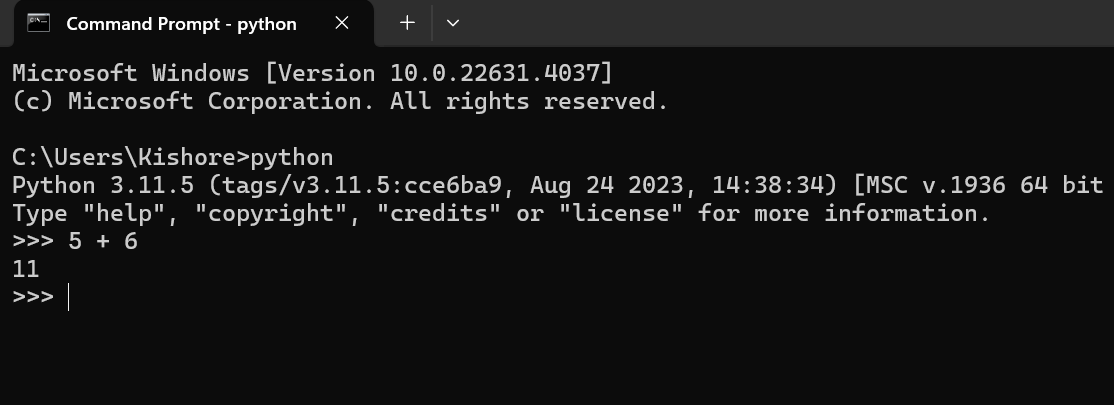 Command Prompt - python
Microsoft Windows [Version 10.0.22631.4037]
(c) Microsoft Corporation. All rights reserved.
C:\Users\Kishore>python
Python 3.11.5 (tags/v3.11.5:cce6ba9, Aug 24 2023, 14:38:34) [MSC v.1936 64 bit
Type "help", "copyright", "credits" or "license" for more information.
>>> 5 + 6
11
>>>